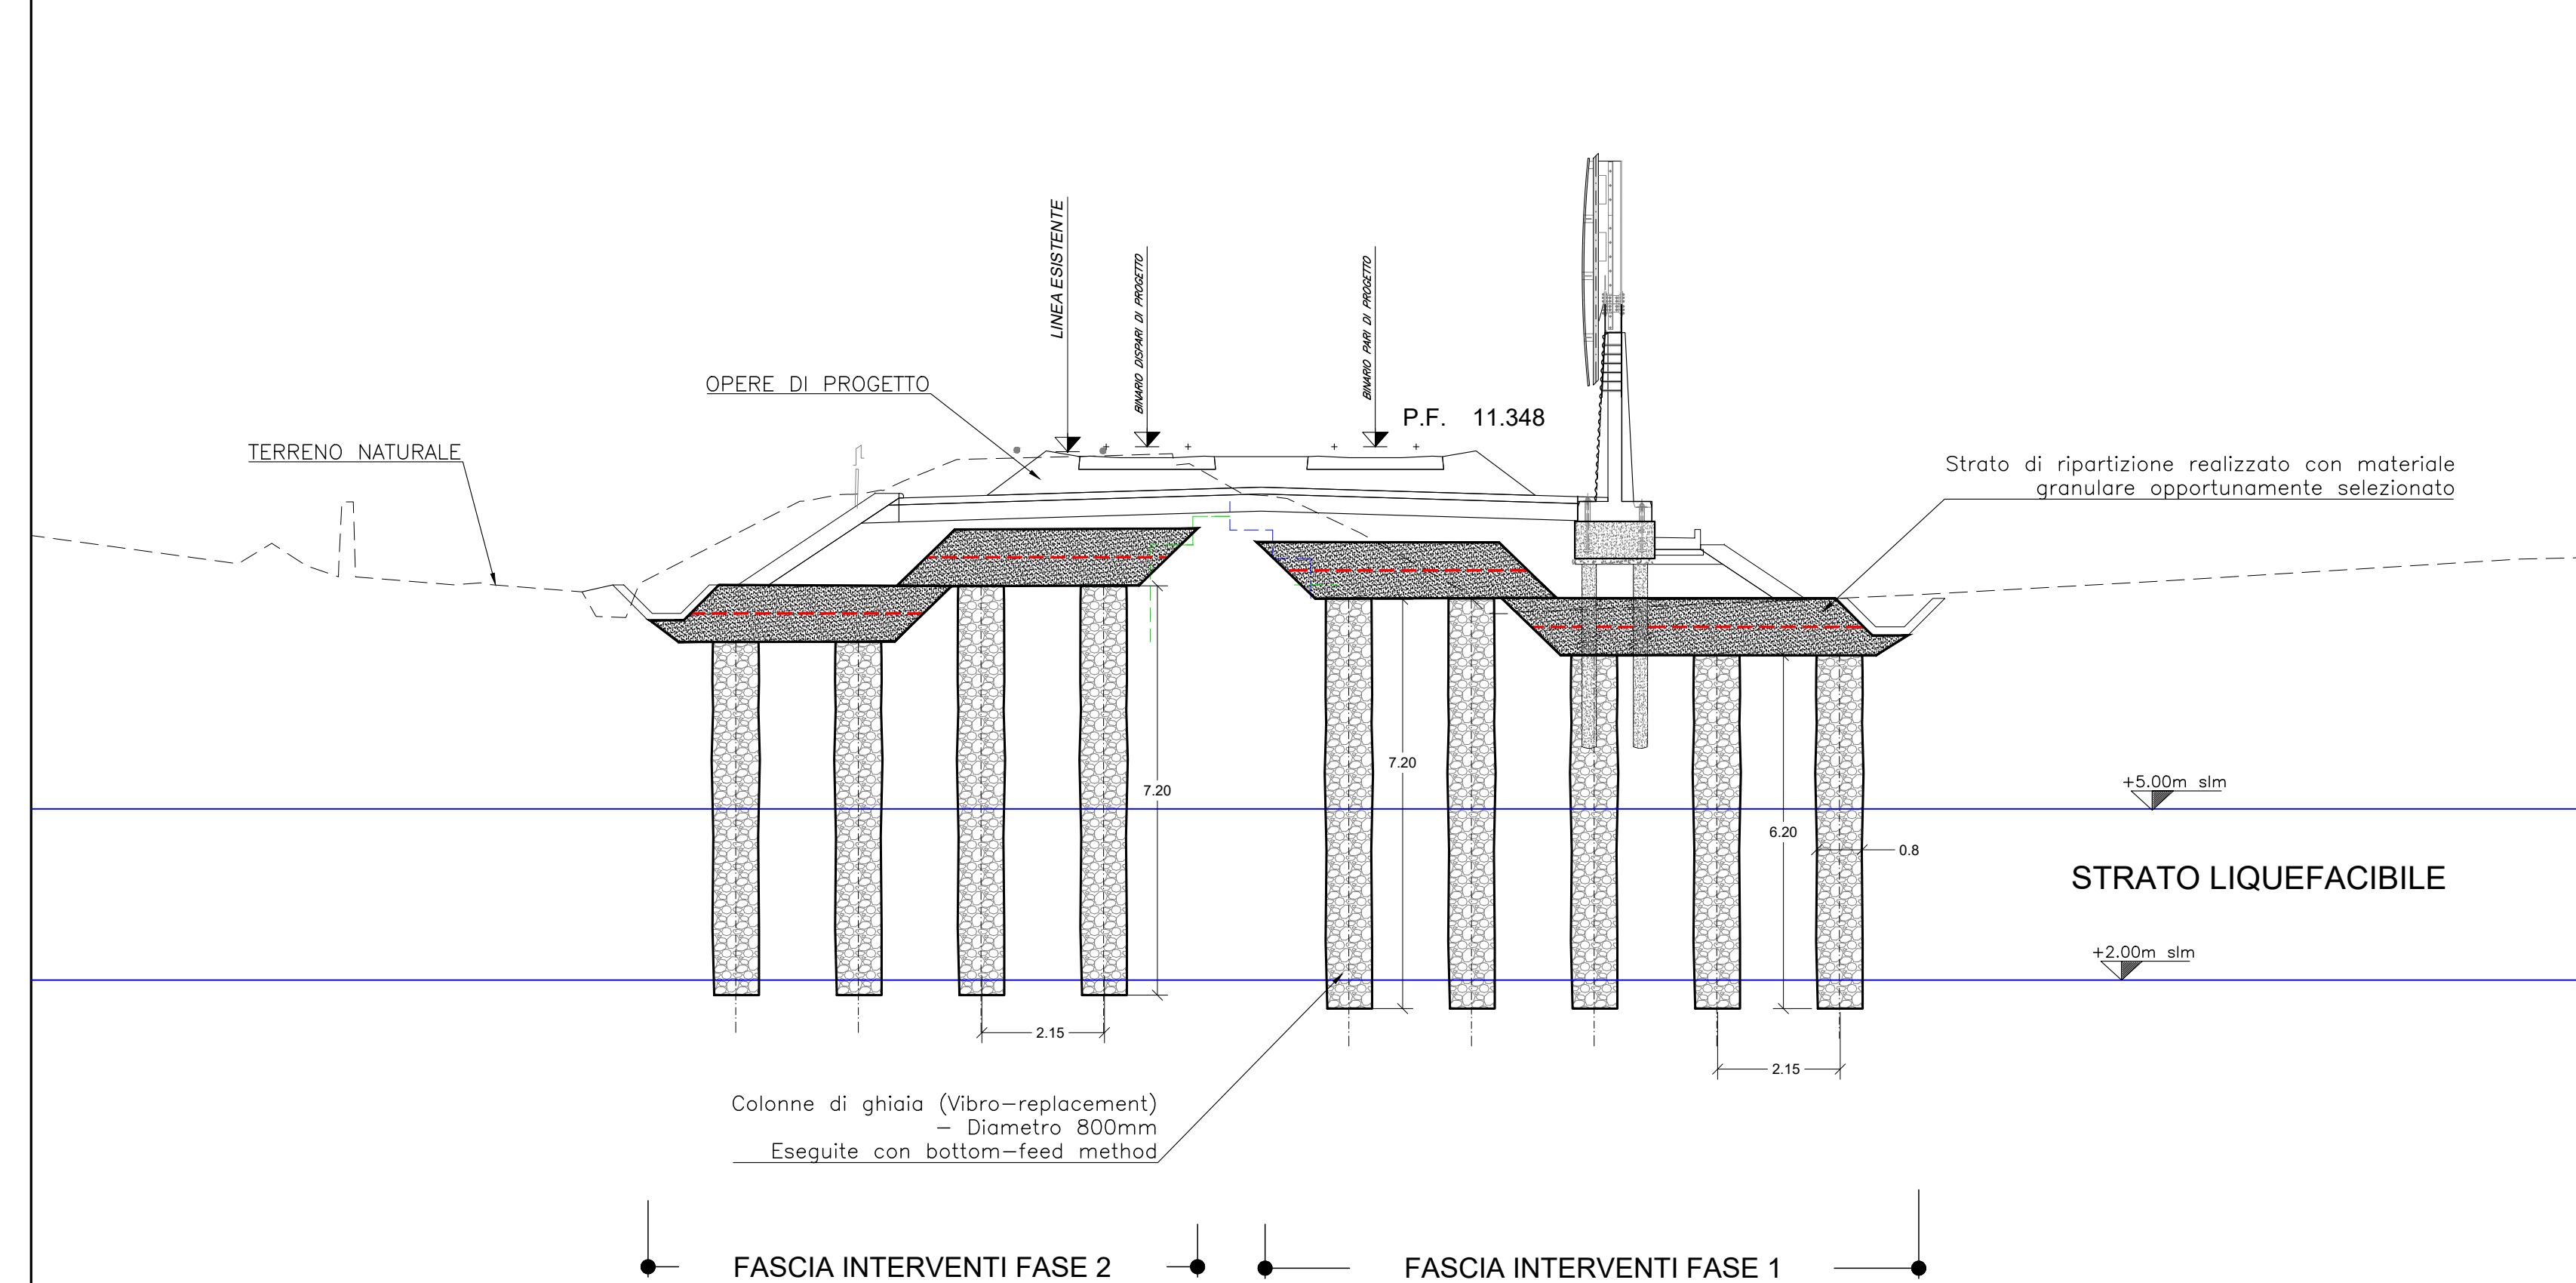 LINEA ESISTENTE
BINARIO DISPARI DI PROGETTO
BINARIO PARI DI PROGETTO
OPERE DI PROGETTO
P.F. 11.348
TERRENO NATURALE
Strato di ripartizione realizzato con materiale
granulare opportunamente selezionato
7.20
7.20
+5.00m slm
6.20
0.8
STRATO LIQUEFACIBILE
+2.00m slm
2.15
2.15
Colonne di ghiaia (Vibro-replacement)
- Diametro 800mm
Eseguite con bottom-feed method
FASCIA INTERVENTI FASE 2
FASCIA INTERVENTI FASE 1